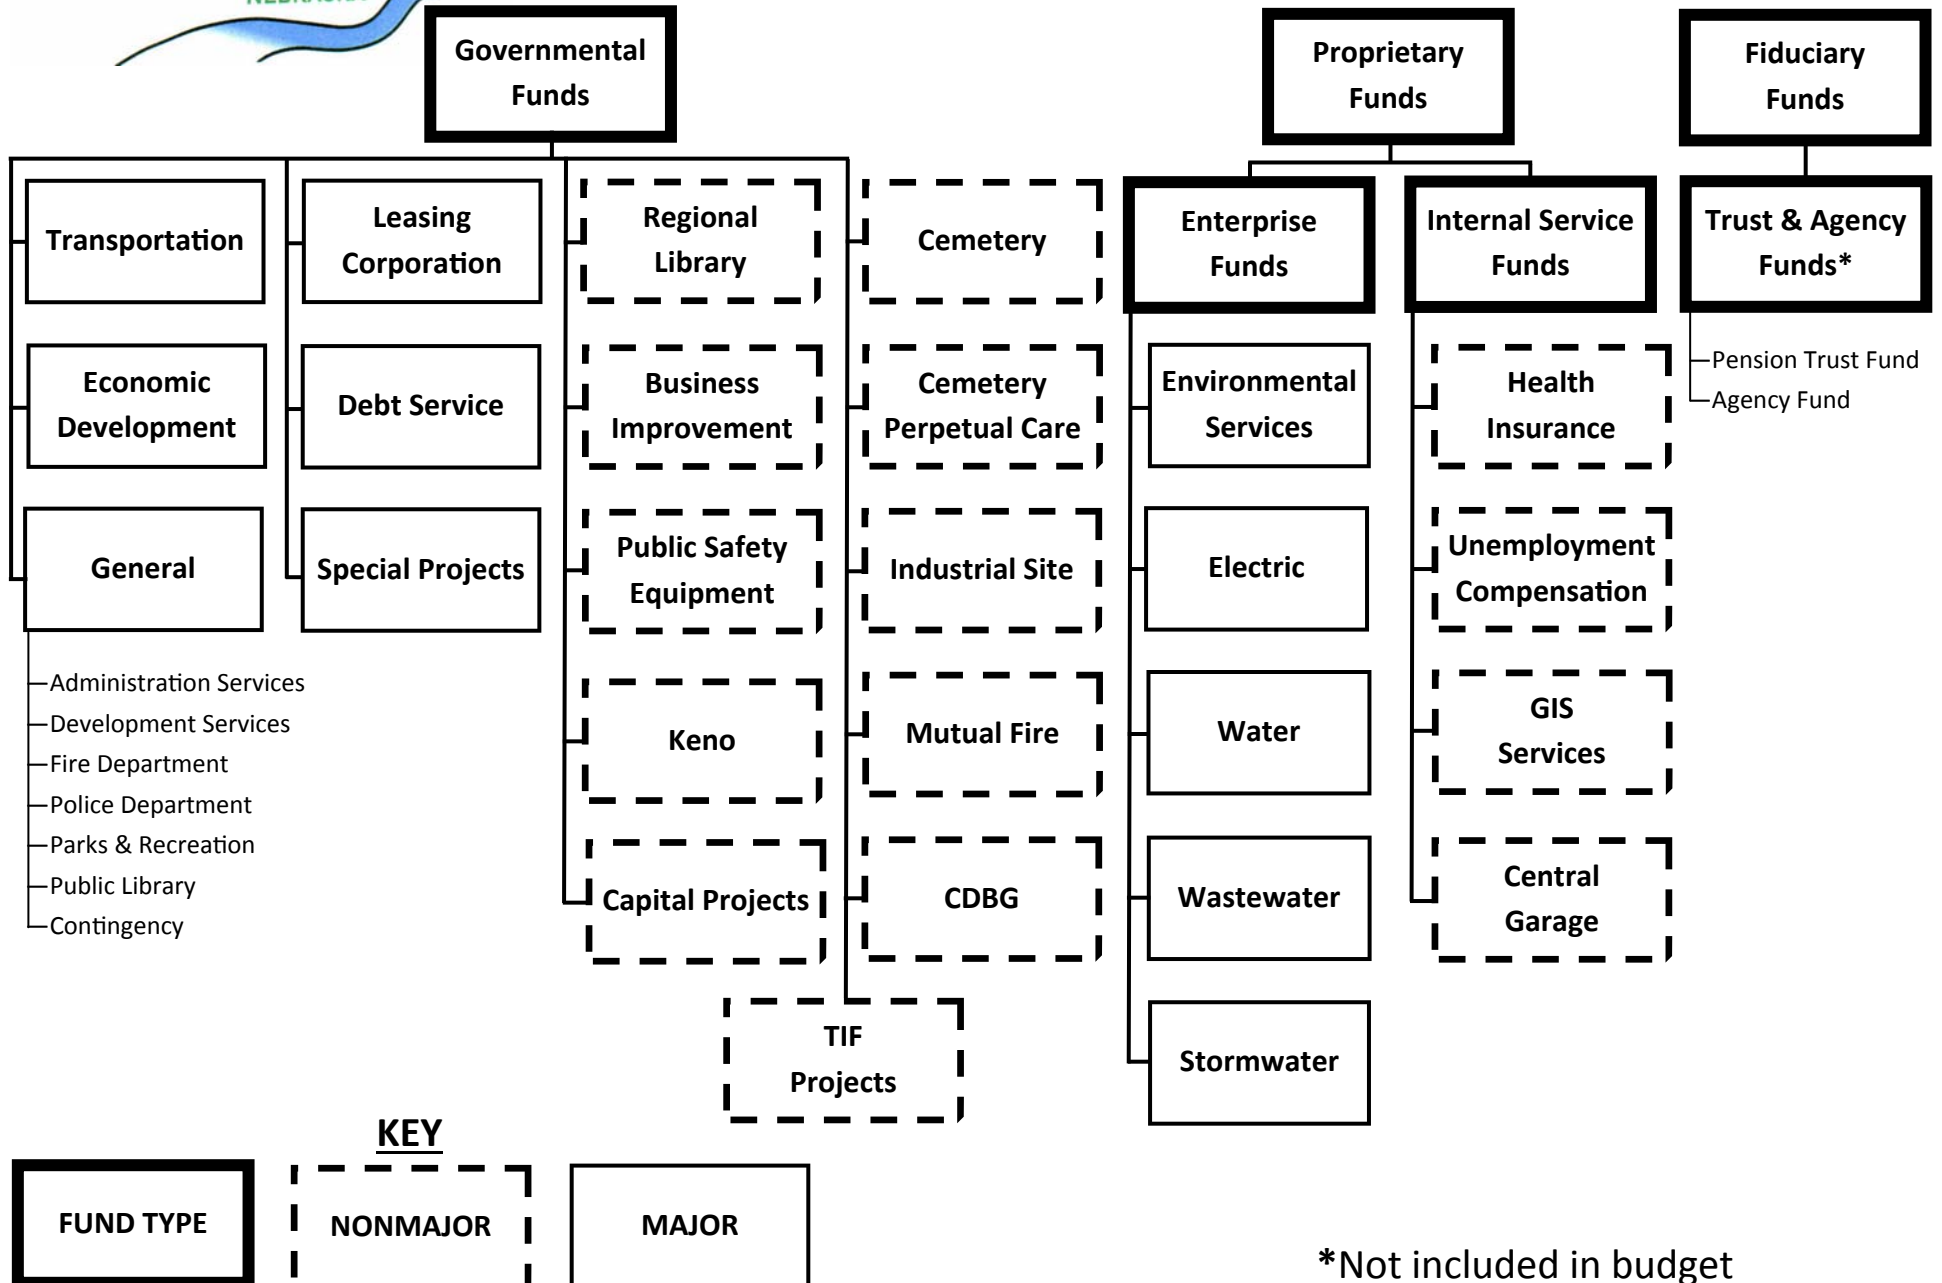 Governmental
Funds
Proprietary
Funds
Fiduciary
Funds
Transportation
Leasing
Corporation
Regional
Library
Cemetery
Enterprise
Funds
Internal Service
Funds
Trust & Agency
Funds*
Economic
Development
Debt Service
Business
Improvement
Cemetery
Perpetual Care
Environmental
Services
Health
Insurance
Pension Trust Fund
Agency Fund
General
Special Projects
Public Safety
Equipment
Industrial Site
Electric
Unemployment
Compensation
Administration Services
Development Services
Fire Department
Police Department
Parks & Recreation
Public Library
Contingency
Keno
Mutual Fire
Water
GIS
Services
Capital Projects
CDBG
Wastewater
Central
Garage
TIF
Projects
Stormwater
KEY
FUND TYPE
NONMAJOR
MAJOR
*Not included in budget